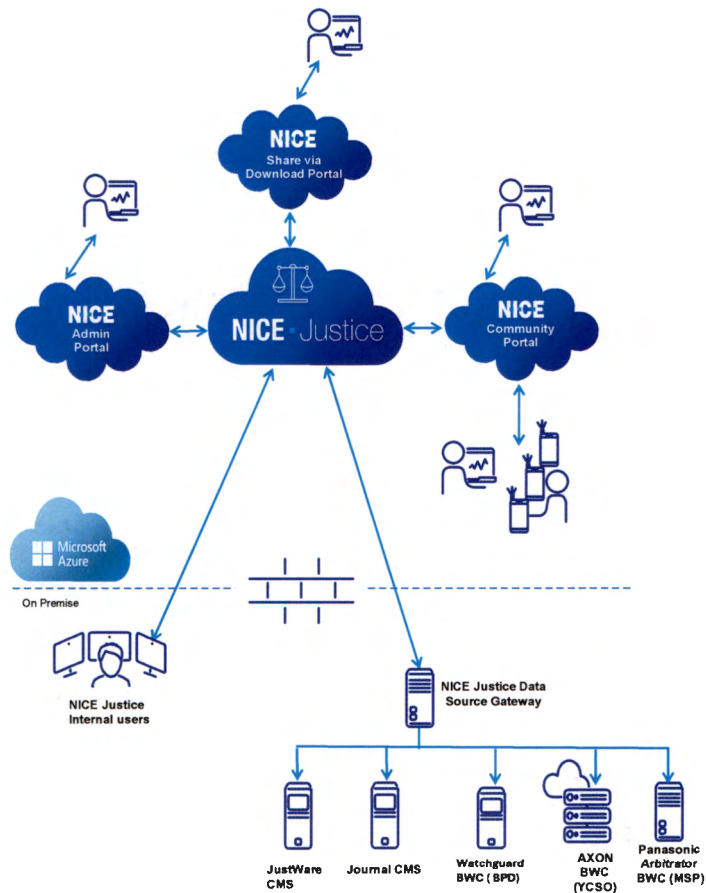 NICE
Share via
Download Portal
NICE
Admin
Portal
NICE · Justice
NICE
Community
Portal
Microsoft
Azure
On Premise
NICE Justice
Internal users
NICE Justice Data
Source Gateway
JustWare
CMS
Journal CMS
Watchguard
BWC ( BPD)
AXON
BWC
(YCSO)
Panasonic
Arbitrator
BWC (MSP)